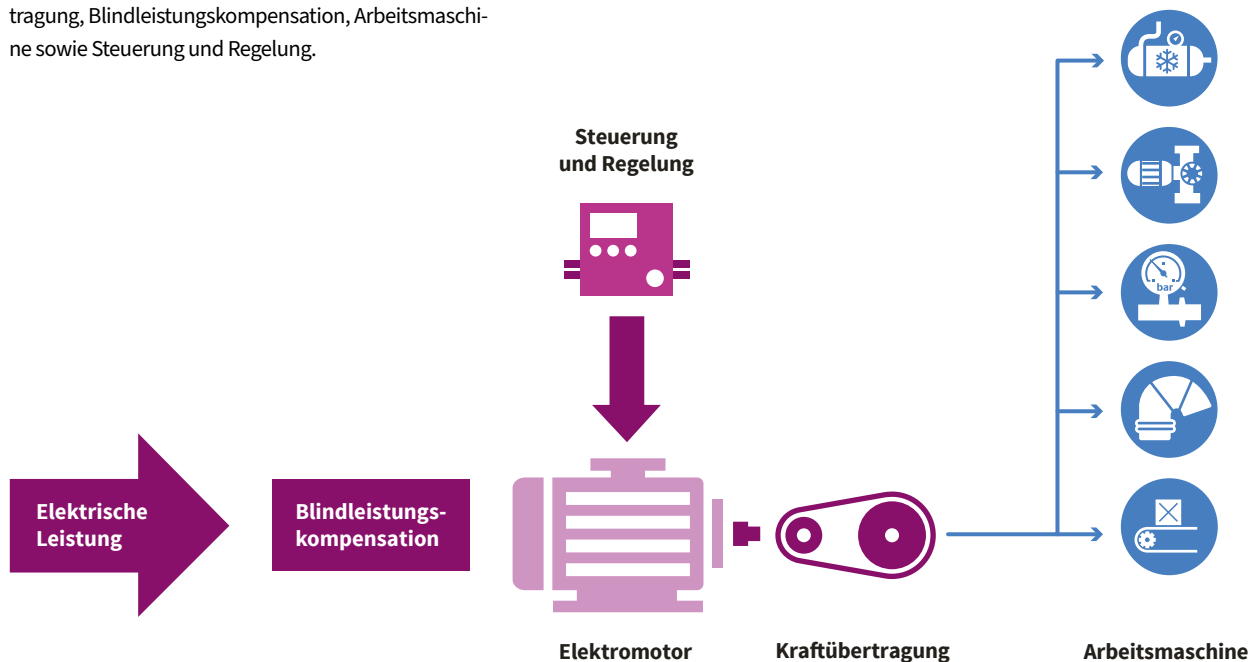 tragung, Blindleistungskompensation, Arbeitsmaschi-
ne sowie Steuerung und Regelung.
Steuerung
und Regelung
bar
Elektrische
Leistung
Blindleistungs-
kompensation
Elektromotor
Kraftübertragung
Arbeitsmaschine